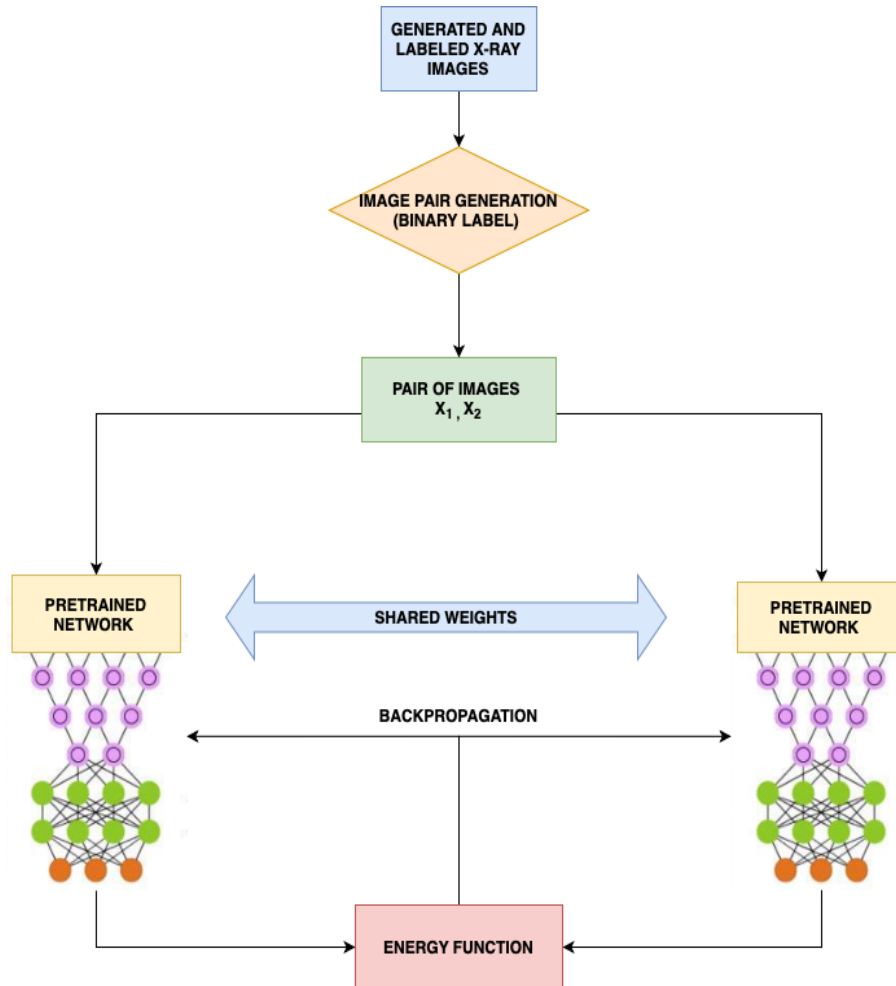 GENERATED AND
LABELED X-RAY
IMAGES
IMAGE PAIR GENERATION
(BINARY LABEL)
PAIR OF IMAGES
X₁ , X₂
PRETRAINED
NETWORK
SHARED WEIGHTS
PRETRAINED
NETWORK
BACKPROPAGATION
ENERGY FUNCTION